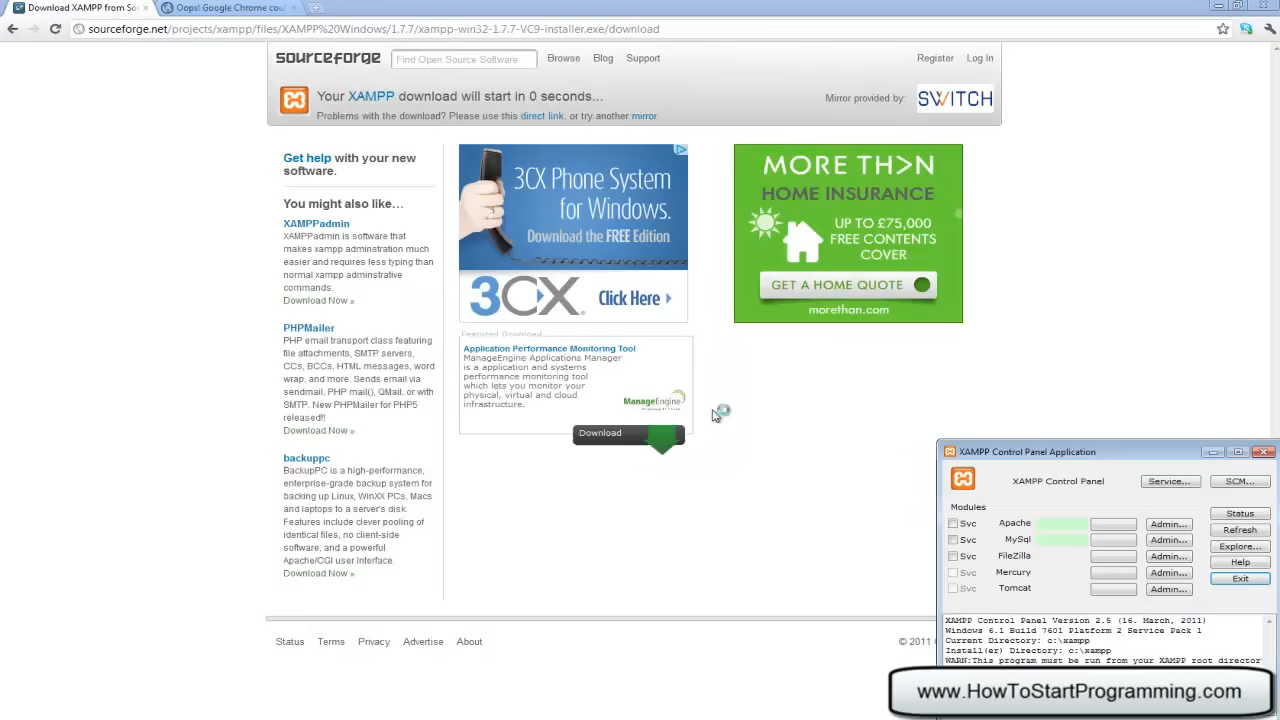 Download XAMPP from So
Oops! Google Chrome cou
sourceforge.net/projects/xampp/files/XAMPP%20Windows/1.7.7/xampp-win32-1.7.7-VC9-installer.exe/download
sourceforge
Find Open Source Software
Browse
Blog
Support
Register
Log In
Your XAMPP download will start in 0 seconds...
Problems with the download? Please use this direct link, or try another mirror.
Mirror provided by:
SWITCH
Get help with your new
software.
You might also like…
XAMPPadmin
XAMPPadmin is software that
makes xampp adminstration much
easier and requires less typing than
normal xampp adminstrative
commands.
Download Now »
PHPMailer
PHP email transport class featuring
file attachments, SMTP servers,
CCs, BCCs, HTML messages, word
wrap, and more. Sends email via
sendmail, PHP mail(), QMail, or with
SMTP. New PHPMailer for PHP5
released!!
Download Now »
backuppc
BackupPC is a high-performance,
enterprise-grade backup system for
backing up Linux, WinXX PCs, Macs
and laptops to a server's disk.
Features include clever pooling of
identical files, no client-side
software, and a powerful
Apache/CGI user interface.
Download Now »
3CX Phone System
for Windows.
Download the FREE Edition
3CX.
Click Here
MORE TH>N
HOME INSURANCE
UP TO £75,000
FREE CONTENTS
COVER
GET A HOME QUOTE
morethan.com
Featured Download
Application Performance Monitoring Tool
ManageEngine Applications Manager
is a application and systems
performance monitoring tool
which lets you monitor your
physical, virtual and cloud
infrastructure.
ManageEngine
Download
Status
Terms
Privacy
Advertise
About
© 2011
XAMPP Control Panel Application
XAMPP Control Panel
Service...
SCM...
Modules
Svc Apache Admin...
Svc MySql Admin...
Svc FileZilla Admin...
Svc Mercury Admin...
Svc Tomcat Admin...
Status
Refresh
Explore...
Help
Exit
XAMPP Control Panel Version 2.5 (16. March, 2011)
Windows 6.1 Build 7601 Platform 2 Service Pack 1
Current Directory: c:\xampp
Install(er) Directory: c:\xampp
WARN:This program must be run from your XAMPP root director
www.HowToStartProgramming.com